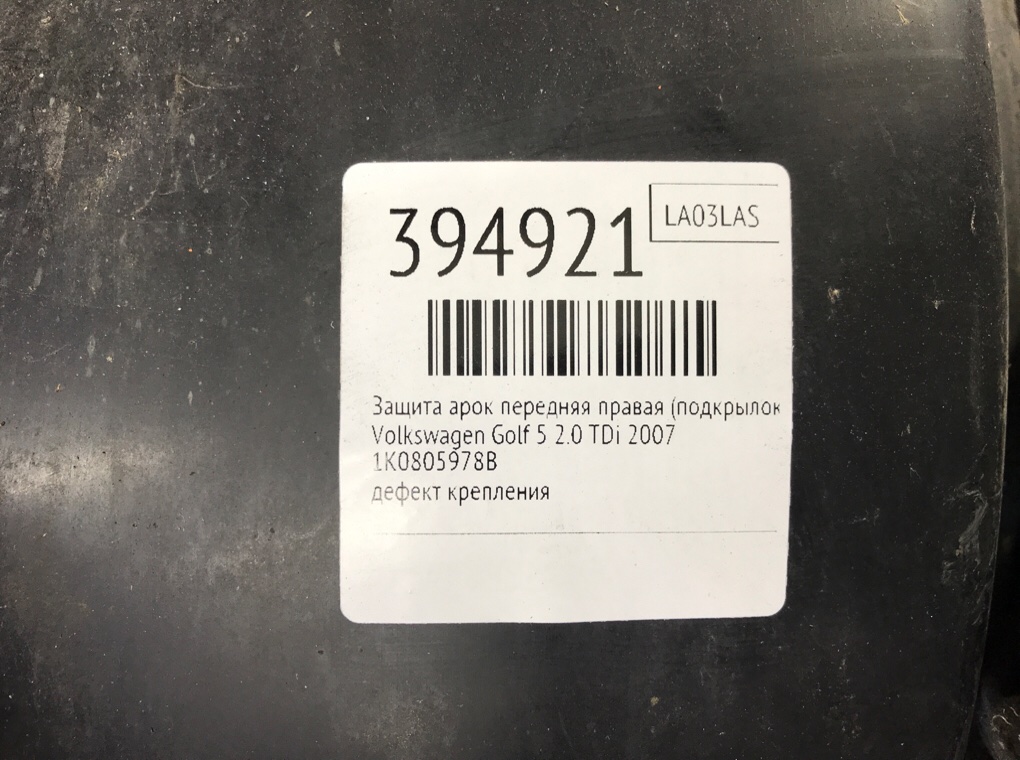 394921
LA03LAS
Защита арок передняя правая (подкрылок
Volkswagen Golf 5 2.0 TDi 2007
1K0805978B
дефект крепления